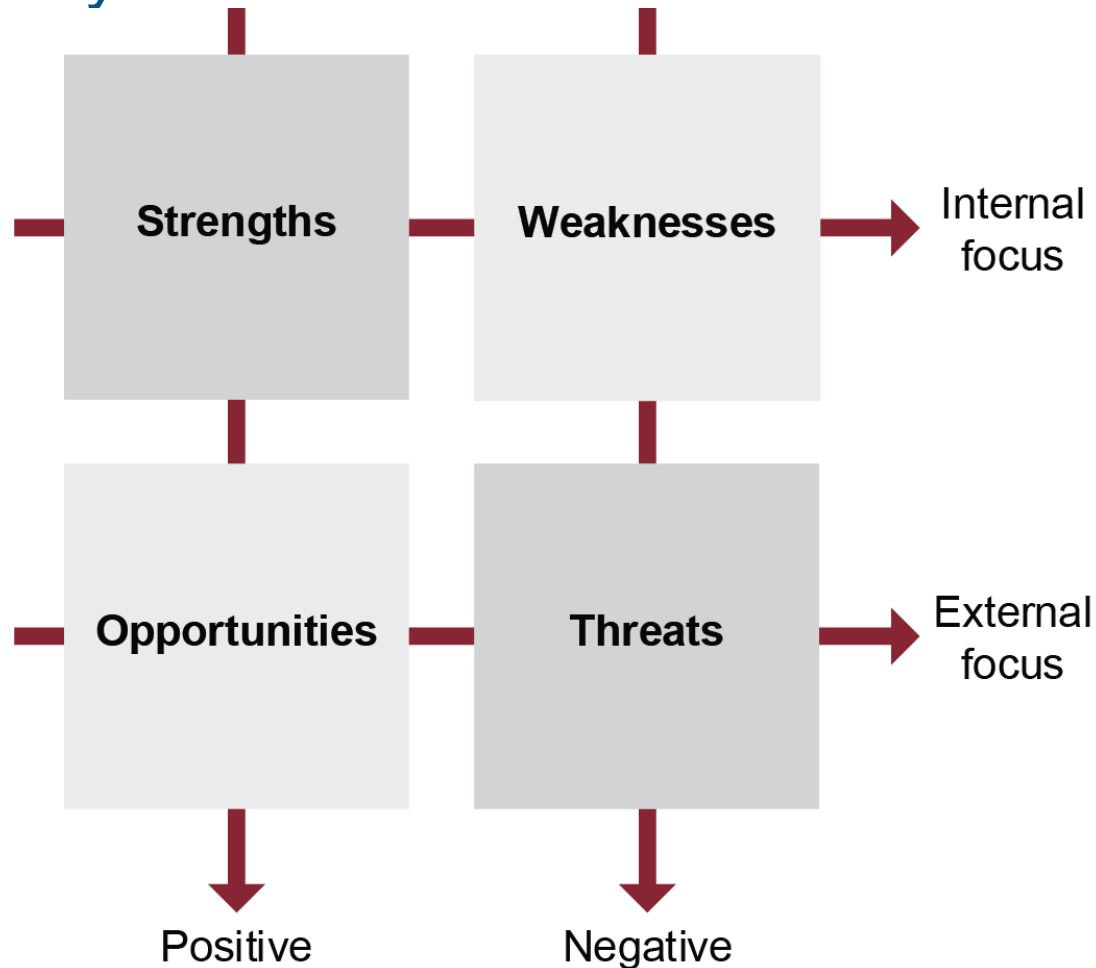 Strengths
Weaknesses
Internal
focus
Opportunities
Threats
External
focus
Positive
Negative